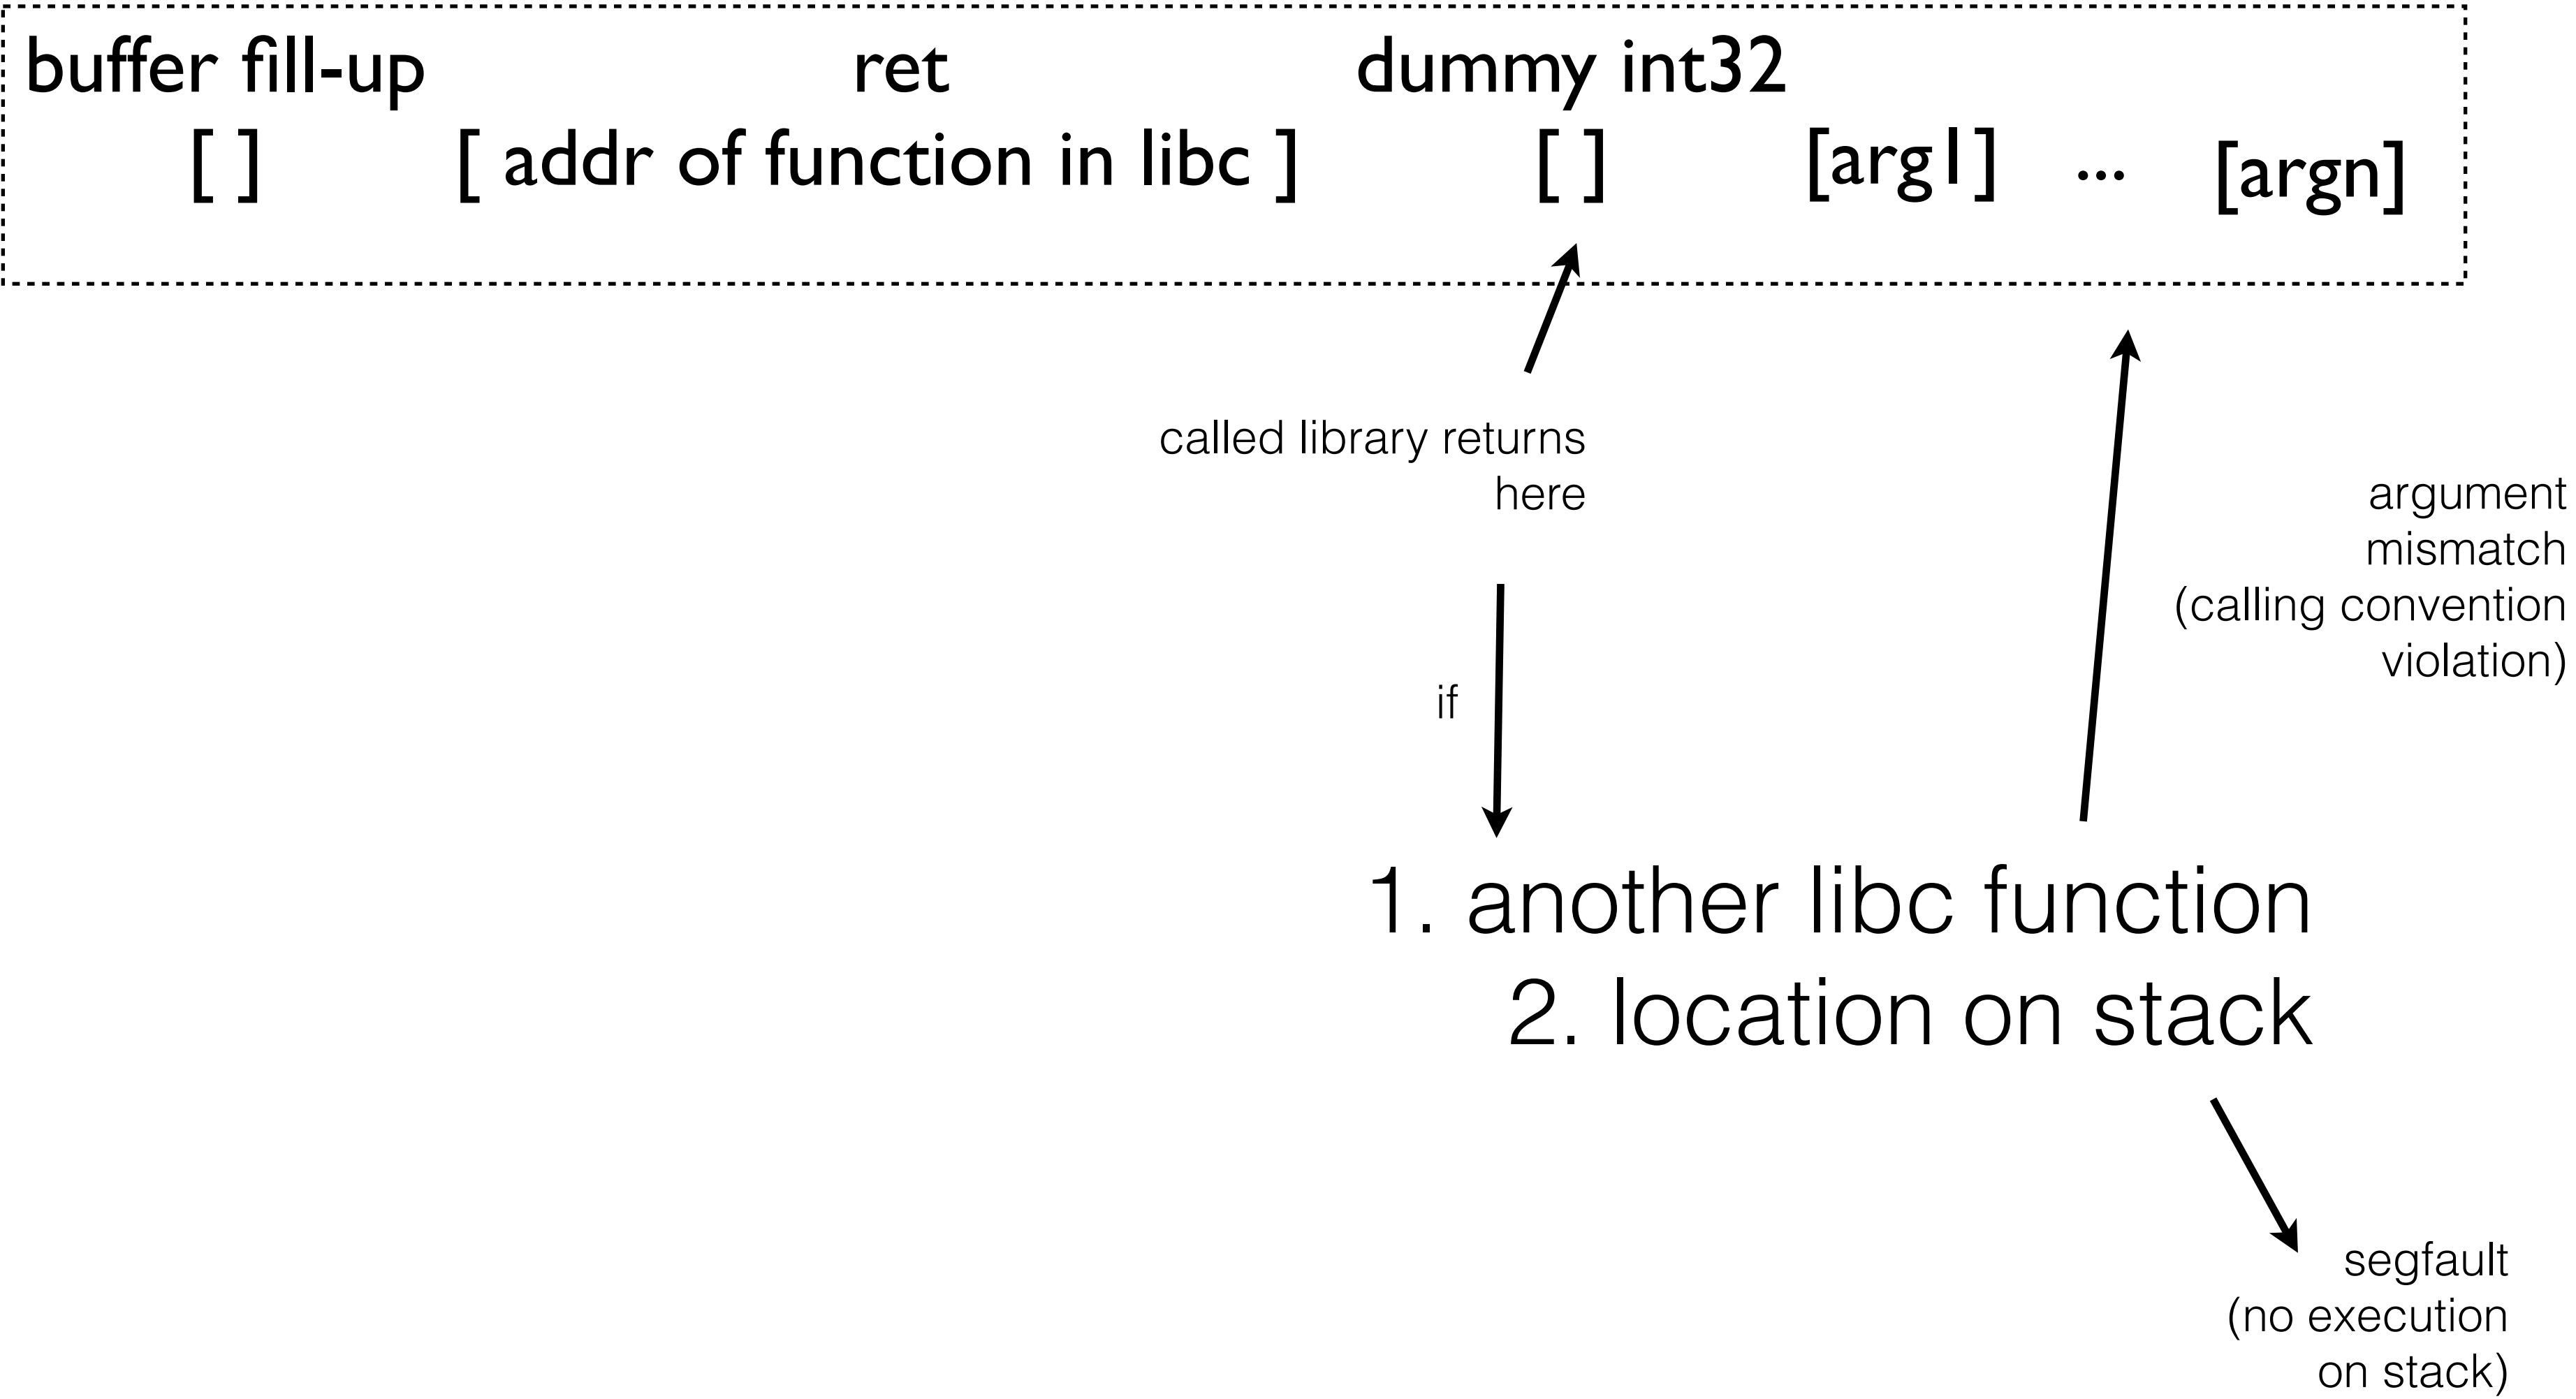 buffer fill-up ret dummy int32
[ ] [ addr of function in libc ] [ ] [arg1] ... [argn]
called library returns
here
argument
mismatch
(calling convention
violation)
if
1. another libc function
2. location on stack
segfault
(no execution
on stack)